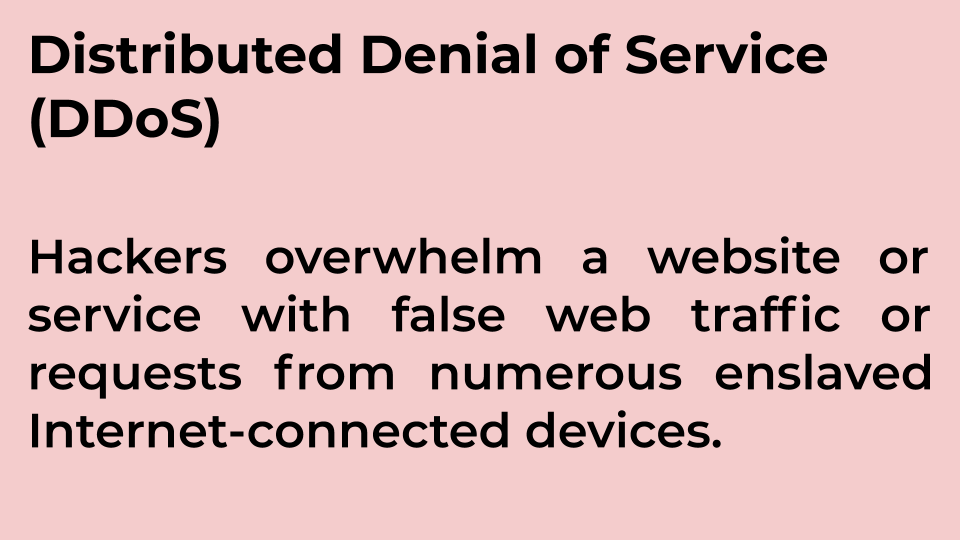 Distributed Denial of Service
(DDoS)
Hackers overwhelm a website or
service with false web traffic or
requests from numerous enslaved
Internet-connected devices.